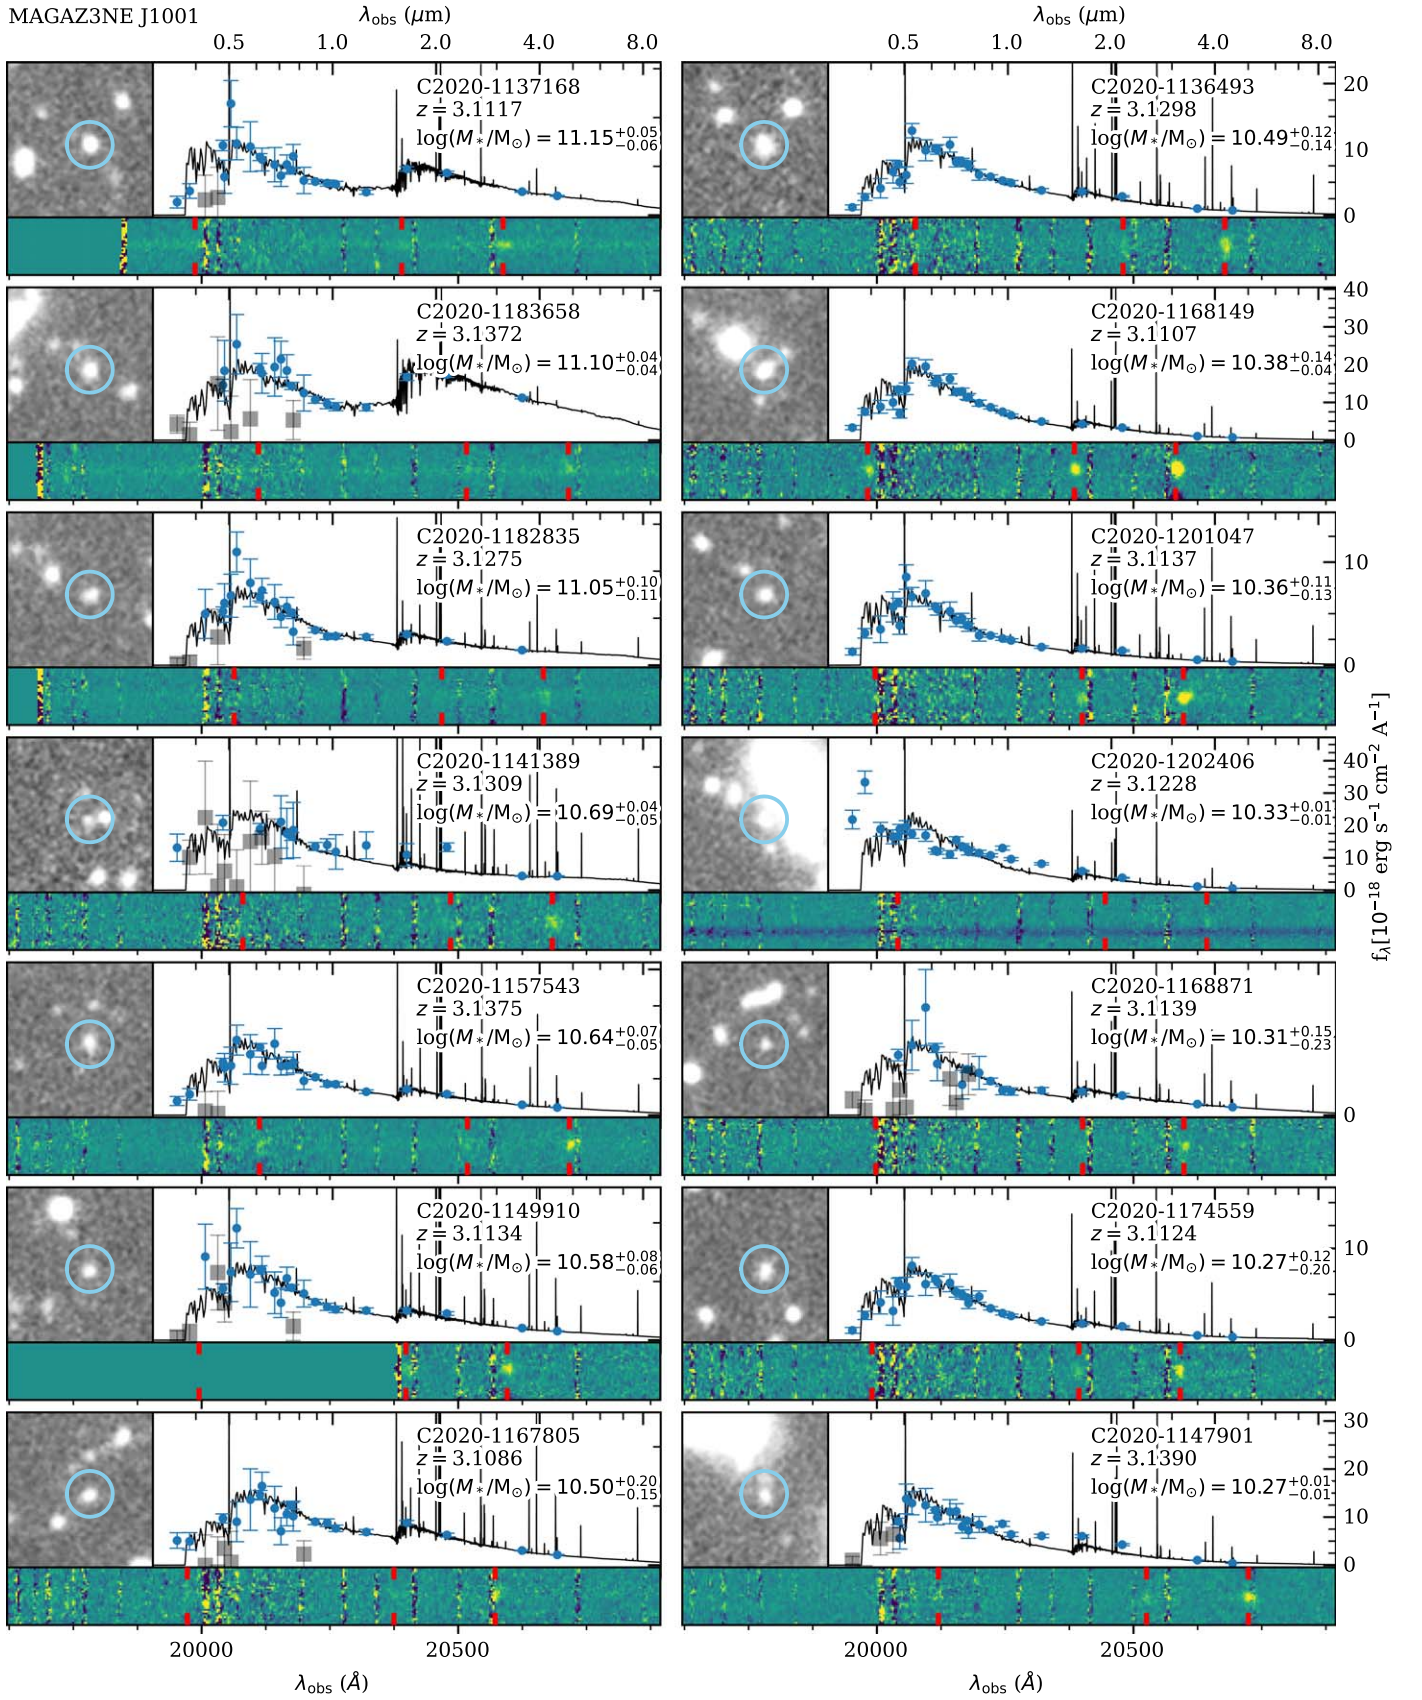 MAGAZ3NE J1001
λobs (μm)
λobs (μm)
0.5 1.0 2.0 4.0 8.0
0.5 1.0 2.0 4.0 8.0
C2020-1137168
z = 3.1117
log(M*/M⊙) = 11.15 +0.05 −0.06
C2020-1136493
z = 3.1298
log(M*/M⊙) = 10.49 +0.12 −0.14
20
10
0
C2020-1183658
z = 3.1372
log(M*/M⊙) = 11.10 +0.04 −0.04
C2020-1168149
z = 3.1107
log(M*/M⊙) = 10.38 +0.14 −0.04
40
30
20
10
0
C2020-1182835
z = 3.1275
log(M*/M⊙) = 11.05 +0.10 −0.11
C2020-1201047
z = 3.1137
log(M*/M⊙) = 10.36 +0.11 −0.13
10
0
C2020-1141389
z = 3.1309
log(M*/M⊙) = 10.69 +0.04 −0.05
C2020-1202406
z = 3.1228
log(M*/M⊙) = 10.33 +0.01 −0.01
40
30
20
10
0
fλ[10−18 erg s−1 cm−2 A−1]
C2020-1157543
z = 3.1375
log(M*/M⊙) = 10.64 +0.07 −0.05
C2020-1168871
z = 3.1139
log(M*/M⊙) = 10.31 +0.15 −0.23
0
C2020-1149910
z = 3.1134
log(M*/M⊙) = 10.58 +0.08 −0.06
C2020-1174559
z = 3.1124
log(M*/M⊙) = 10.27 +0.12 −0.20
10
0
C2020-1167805
z = 3.1086
log(M*/M⊙) = 10.50 +0.20 −0.15
C2020-1147901
z = 3.1390
log(M*/M⊙) = 10.27 +0.01 −0.01
30
20
10
0
20000 20500
20000 20500
λobs (Å)
λobs (Å)